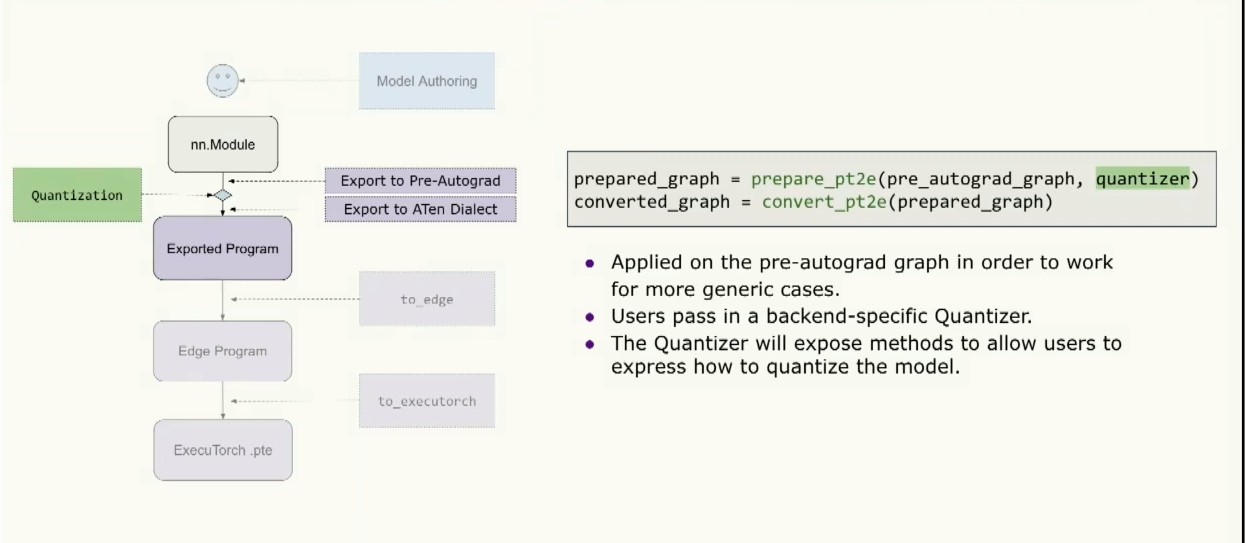 Model Authoring
nn.Module
Quantization
Export to Pre-Autograd
Export to ATen Dialect
Exported Program
to_edge
Edge Program
to_executorch
ExecuTorch .pte
prepared_graph = prepare_pt2e(pre_autograd_graph, quantizer)
converted_graph = convert_pt2e(prepared_graph)
• Applied on the pre-autograd graph in order to work
for more generic cases.
• Users pass in a backend-specific Quantizer.
• The Quantizer will expose methods to allow users to
express how to quantize the model.